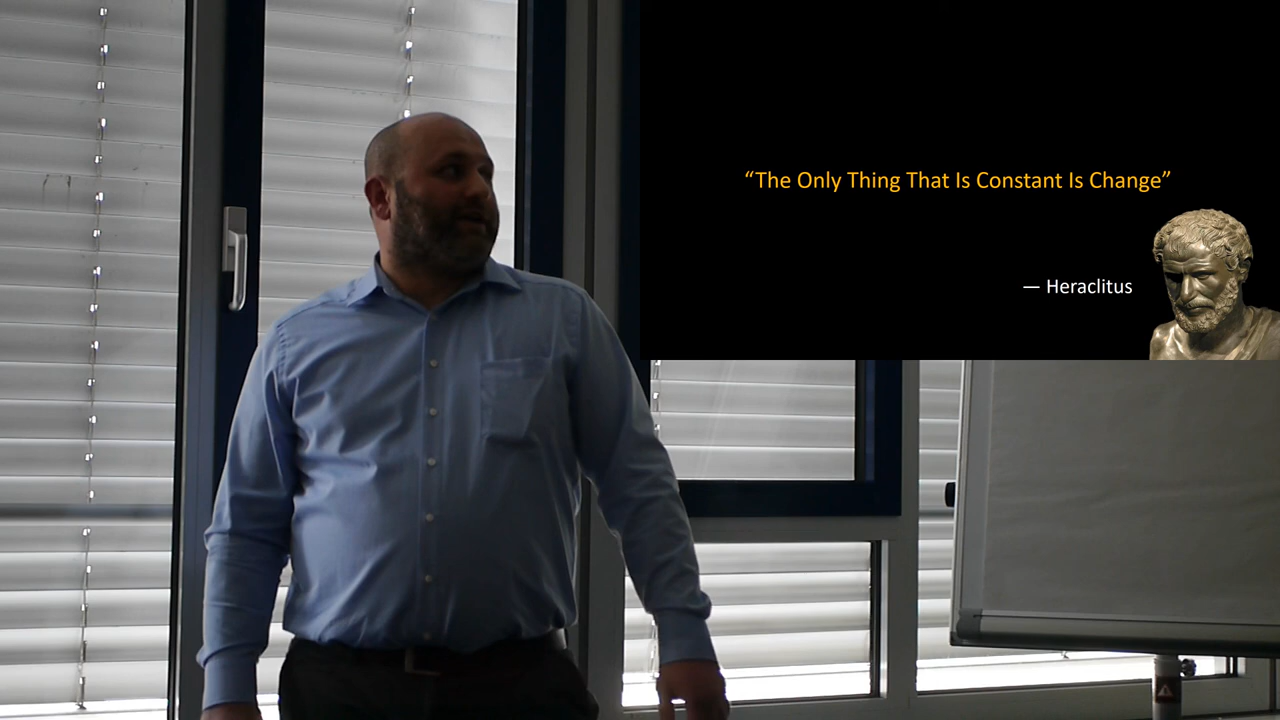 “The Only Thing That Is Constant Is Change”
— Heraclitus